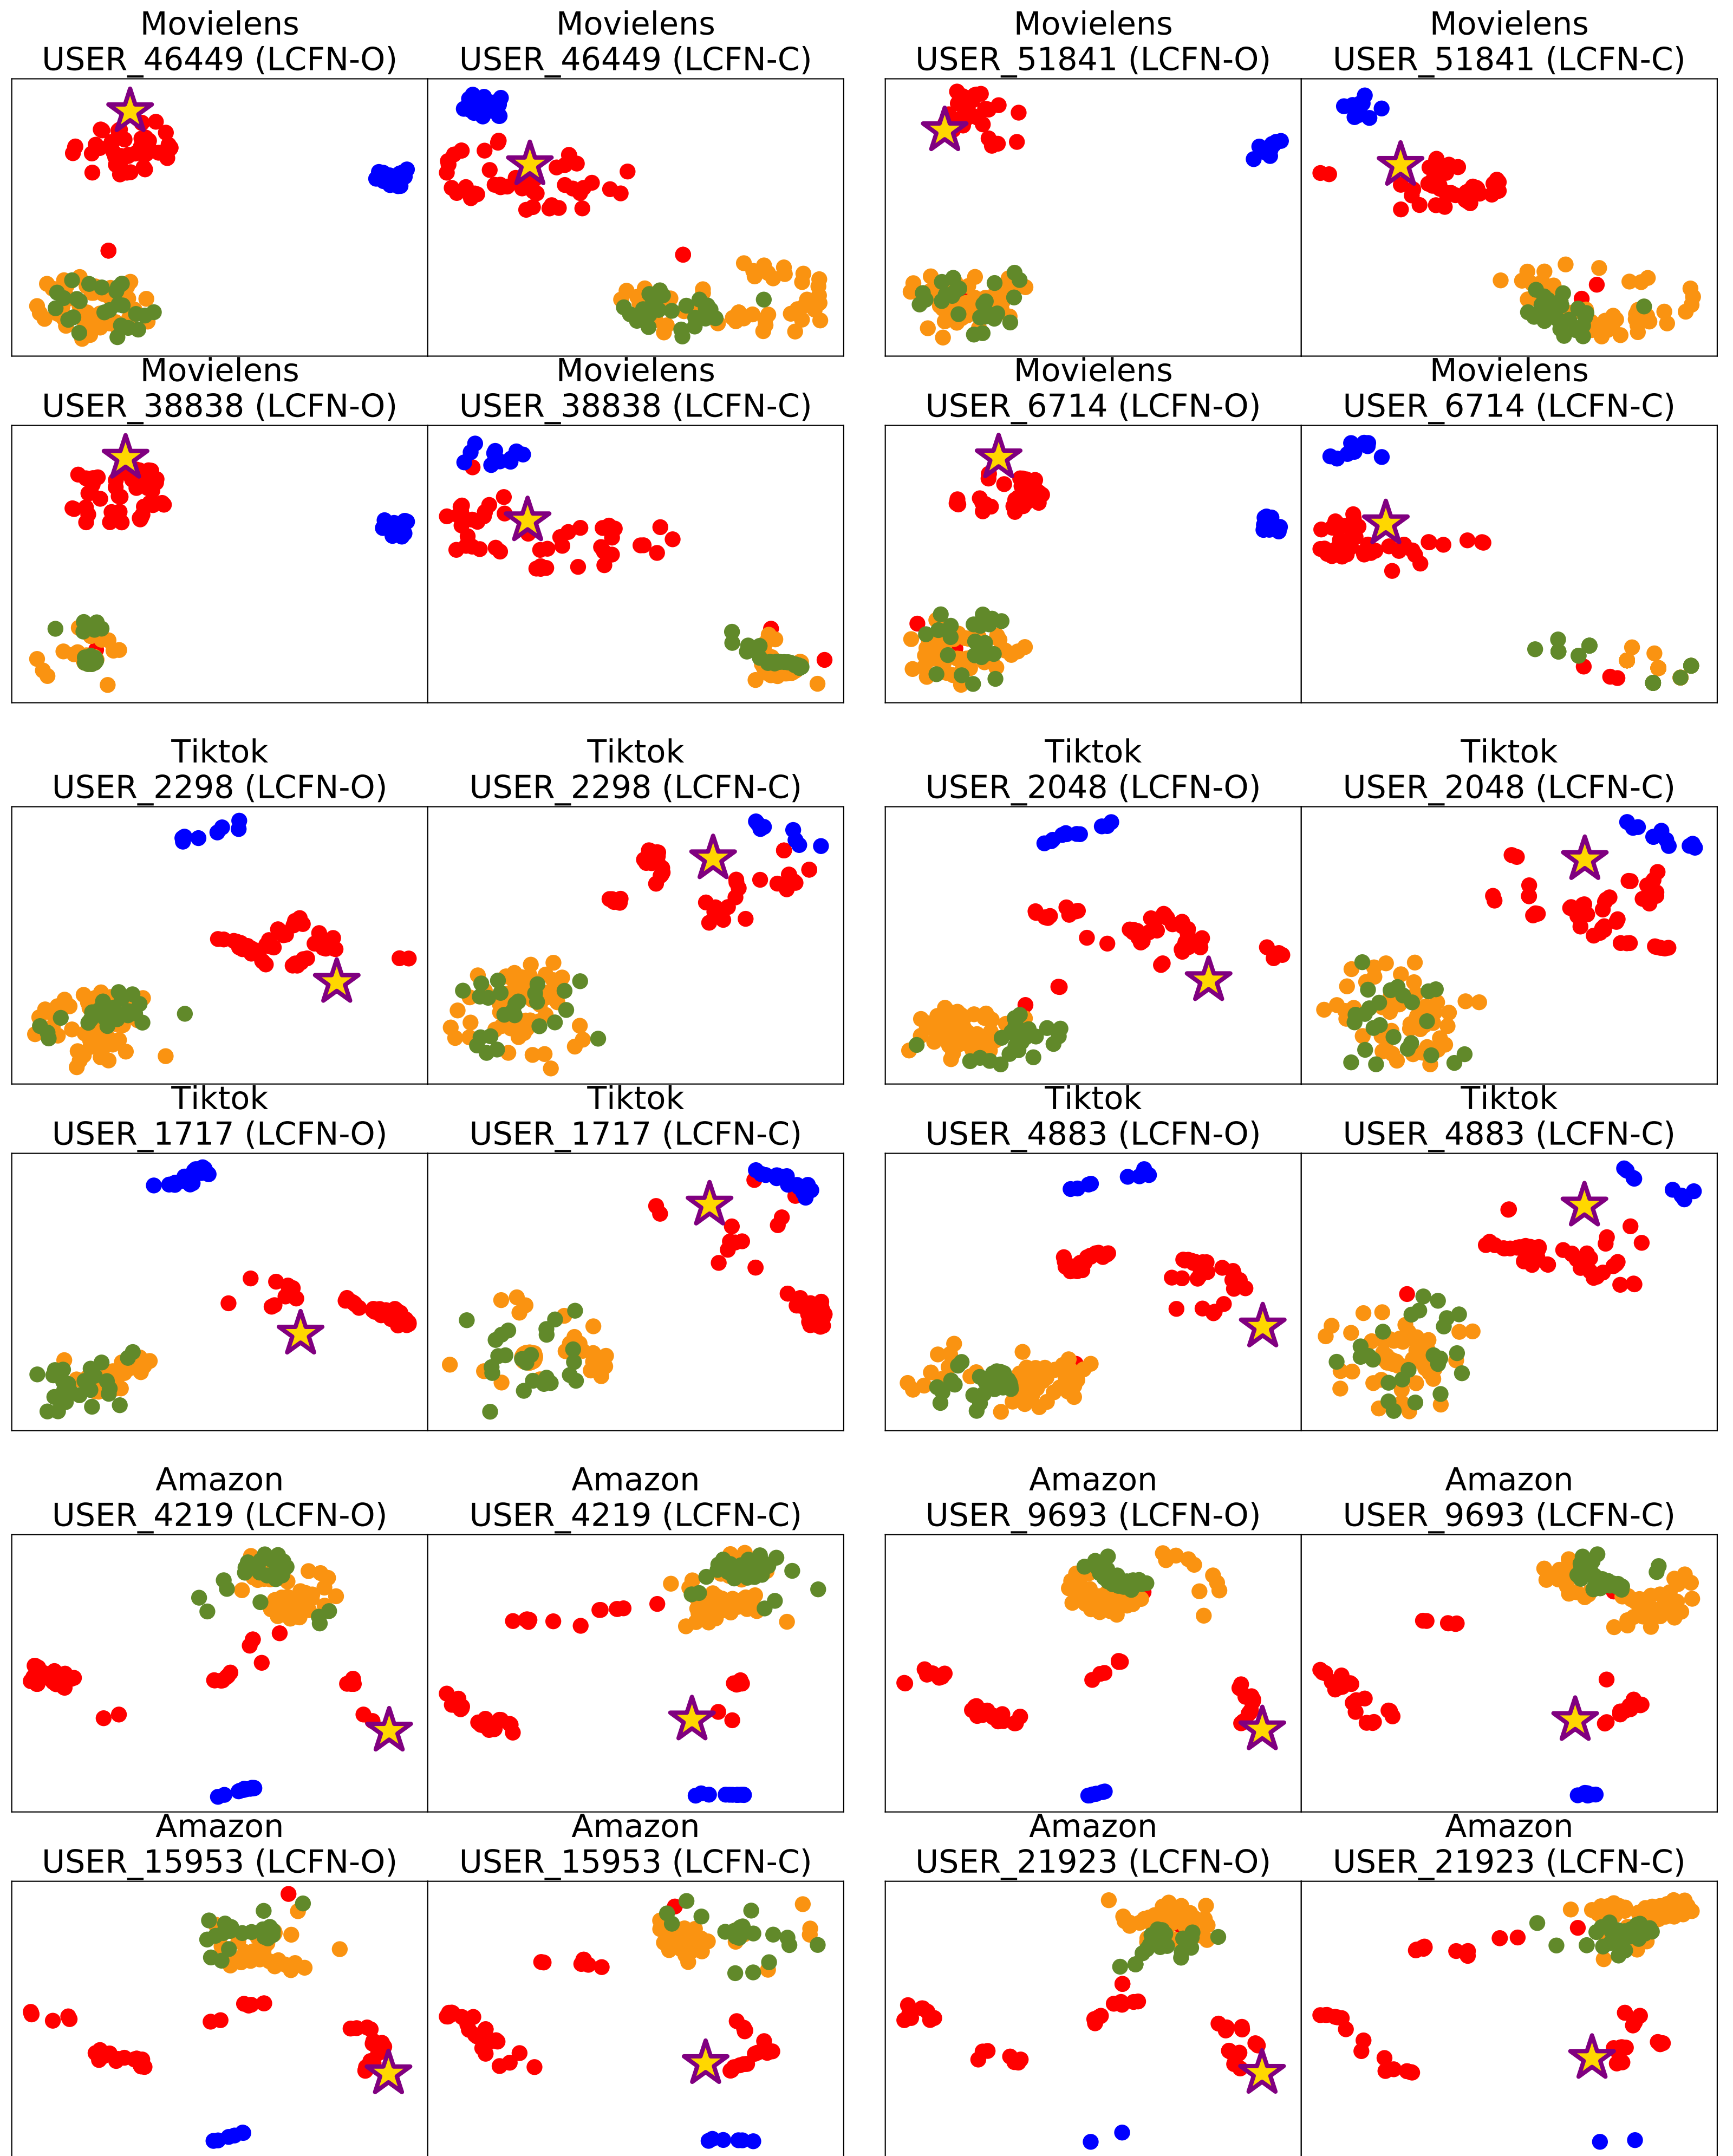 Movielens
USER_46449 (LCFN-O)
Movielens
USER_46449 (LCFN-C)
Movielens
USER_51841 (LCFN-O)
Movielens
USER_51841 (LCFN-C)
Movielens
USER_38838 (LCFN-O)
Movielens
USER_38838 (LCFN-C)
Movielens
USER_6714 (LCFN-O)
Movielens
USER_6714 (LCFN-C)
Tiktok
USER_2298 (LCFN-O)
Tiktok
USER_2298 (LCFN-C)
Tiktok
USER_2048 (LCFN-O)
Tiktok
USER_2048 (LCFN-C)
Tiktok
USER_1717 (LCFN-O)
Tiktok
USER_1717 (LCFN-C)
Tiktok
USER_4883 (LCFN-O)
Tiktok
USER_4883 (LCFN-C)
Amazon
USER_4219 (LCFN-O)
Amazon
USER_4219 (LCFN-C)
Amazon
USER_9693 (LCFN-O)
Amazon
USER_9693 (LCFN-C)
Amazon
USER_15953 (LCFN-O)
Amazon
USER_15953 (LCFN-C)
Amazon
USER_21923 (LCFN-O)
Amazon
USER_21923 (LCFN-C)